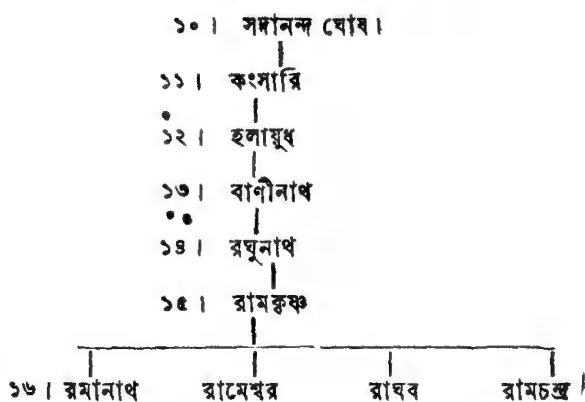 ১০। সদানন্দ ঘোষ।
১১। কংসারি
১২। হলায়ুধ
১৩। বাণীনাথ
১৪। রঘুনাথ
১৫। রামকৃষ্ণ
১৬। রমানাথ রামেশ্বর রাঘব রামচন্দ্র।